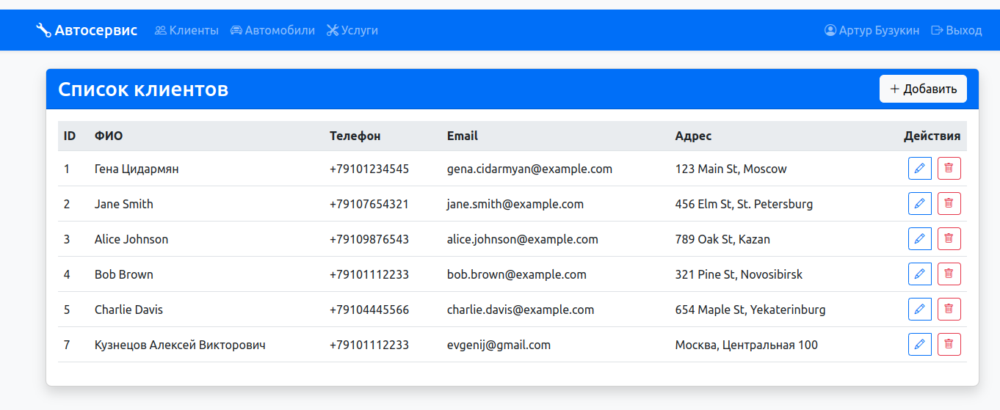 Автосервис Клиенты Автомобили Услуги Артур Бузукин Выход
Список клиентов + Добавить
ID ФИО Телефон Email Адрес Действия
1 Гена Цидармян +79101234545 gena.cidarmyan@example.com 123 Main St, Moscow
2 Jane Smith +79107654321 jane.smith@example.com 456 Elm St, St. Petersburg
3 Alice Johnson +79109876543 alice.johnson@example.com 789 Oak St, Kazan
4 Bob Brown +79101112233 bob.brown@example.com 321 Pine St, Novosibirsk
5 Charlie Davis +79104445566 charlie.davis@example.com 654 Maple St, Yekaterinburg
7 Кузнецов Алексей Викторович +79101112233 evgenij@gmail.com Москва, Центральная 100